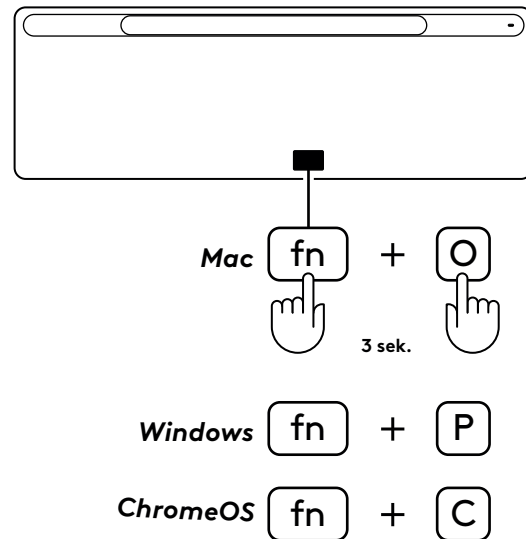 Mac fn + O
3 sek.
Windows fn + P
ChromeOS fn + C